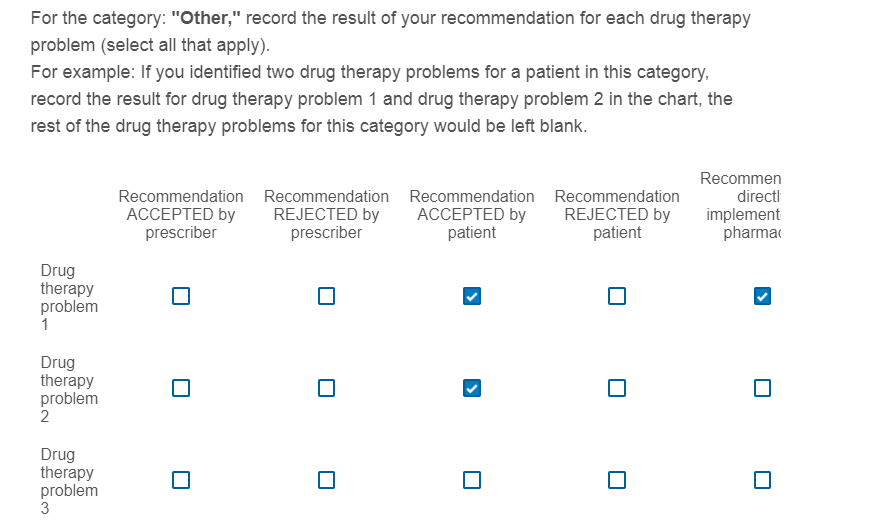 For the category: "Other," record the result of your recommendation for each drug therapy
problem (select all that apply).
For example: If you identified two drug therapy problems for a patient in this category,
record the result for drug therapy problem 1 and drug therapy problem 2 in the chart, the
rest of the drug therapy problems for this category would be left blank.
Recommendation
ACCEPTED by
prescriber
Recommendation
REJECTED by
prescriber
Recommendation
ACCEPTED by
patient
Recommendation
REJECTED by
patient
Recommen
directl
implement
pharmac
Drug
therapy
problem
1
Drug
therapy
problem
2
Drug
therapy
problem
3